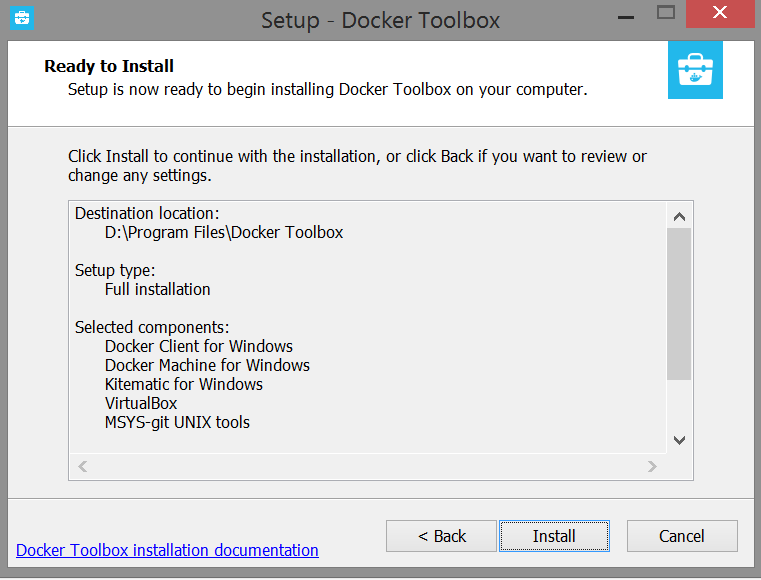 Setup - Docker Toolbox
Ready to Install
Setup is now ready to begin installing Docker Toolbox on your computer.
Click Install to continue with the installation, or click Back if you want to review or
change any settings.
Destination location:
D:\Program Files\Docker Toolbox
Setup type:
Full installation
Selected components:
Docker Client for Windows
Docker Machine for Windows
Kitematic for Windows
VirtualBox
MSYS-git UNIX tools
< Back
Install
Cancel
Docker Toolbox installation documentation